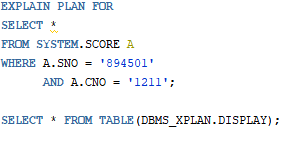 EXPLAIN PLAN FOR
SELECT *
FROM SYSTEM.SCORE A
WHERE A.SNO = '894501'
AND A.CNO = '1211';
SELECT * FROM TABLE(DBMS_XPLAN.DISPLAY);